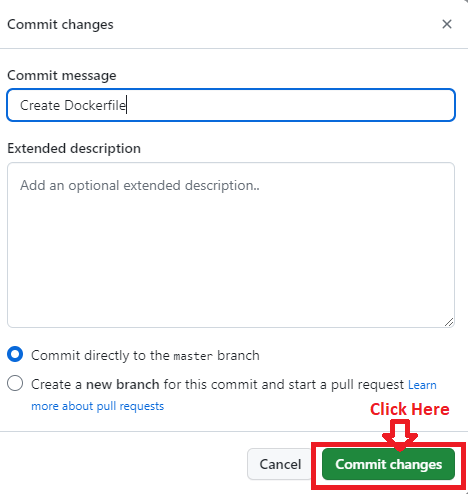 Commit changes
Commit message
Create Dockerfile
Extended description
Add an optional extended description..
Commit directly to the master branch
Create a new branch for this commit and start a pull request Learn
more about pull requests
Click Here
Cancel
Commit changes